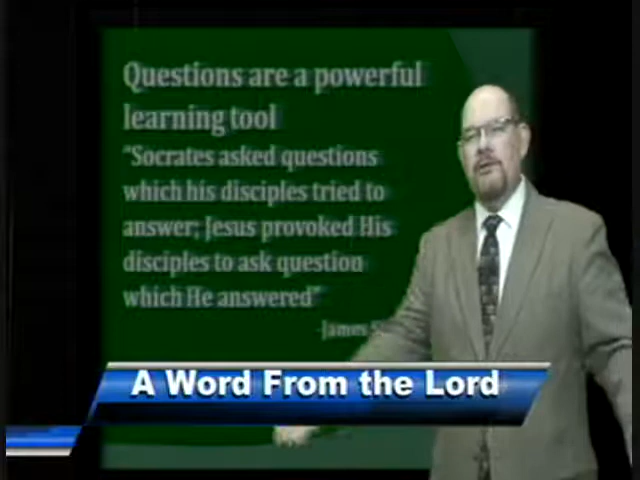 Questions are a powerful
learning tool
"Socrates asked questions
which his disciples tried to
answer; Jesus provoked His
disciples to ask question
which He answered"
-James
A Word From the Lord